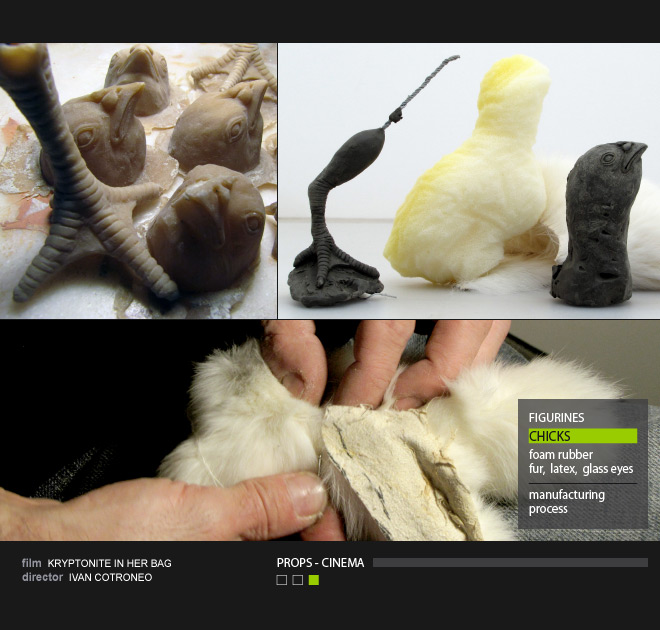 FIGURINES
CHICKS
foam rubber
fur, latex, glass eyes
manufacturing
process
film KRYPTONITE IN HER BAG
director IVAN COTRONEO
PROPS - CINEMA